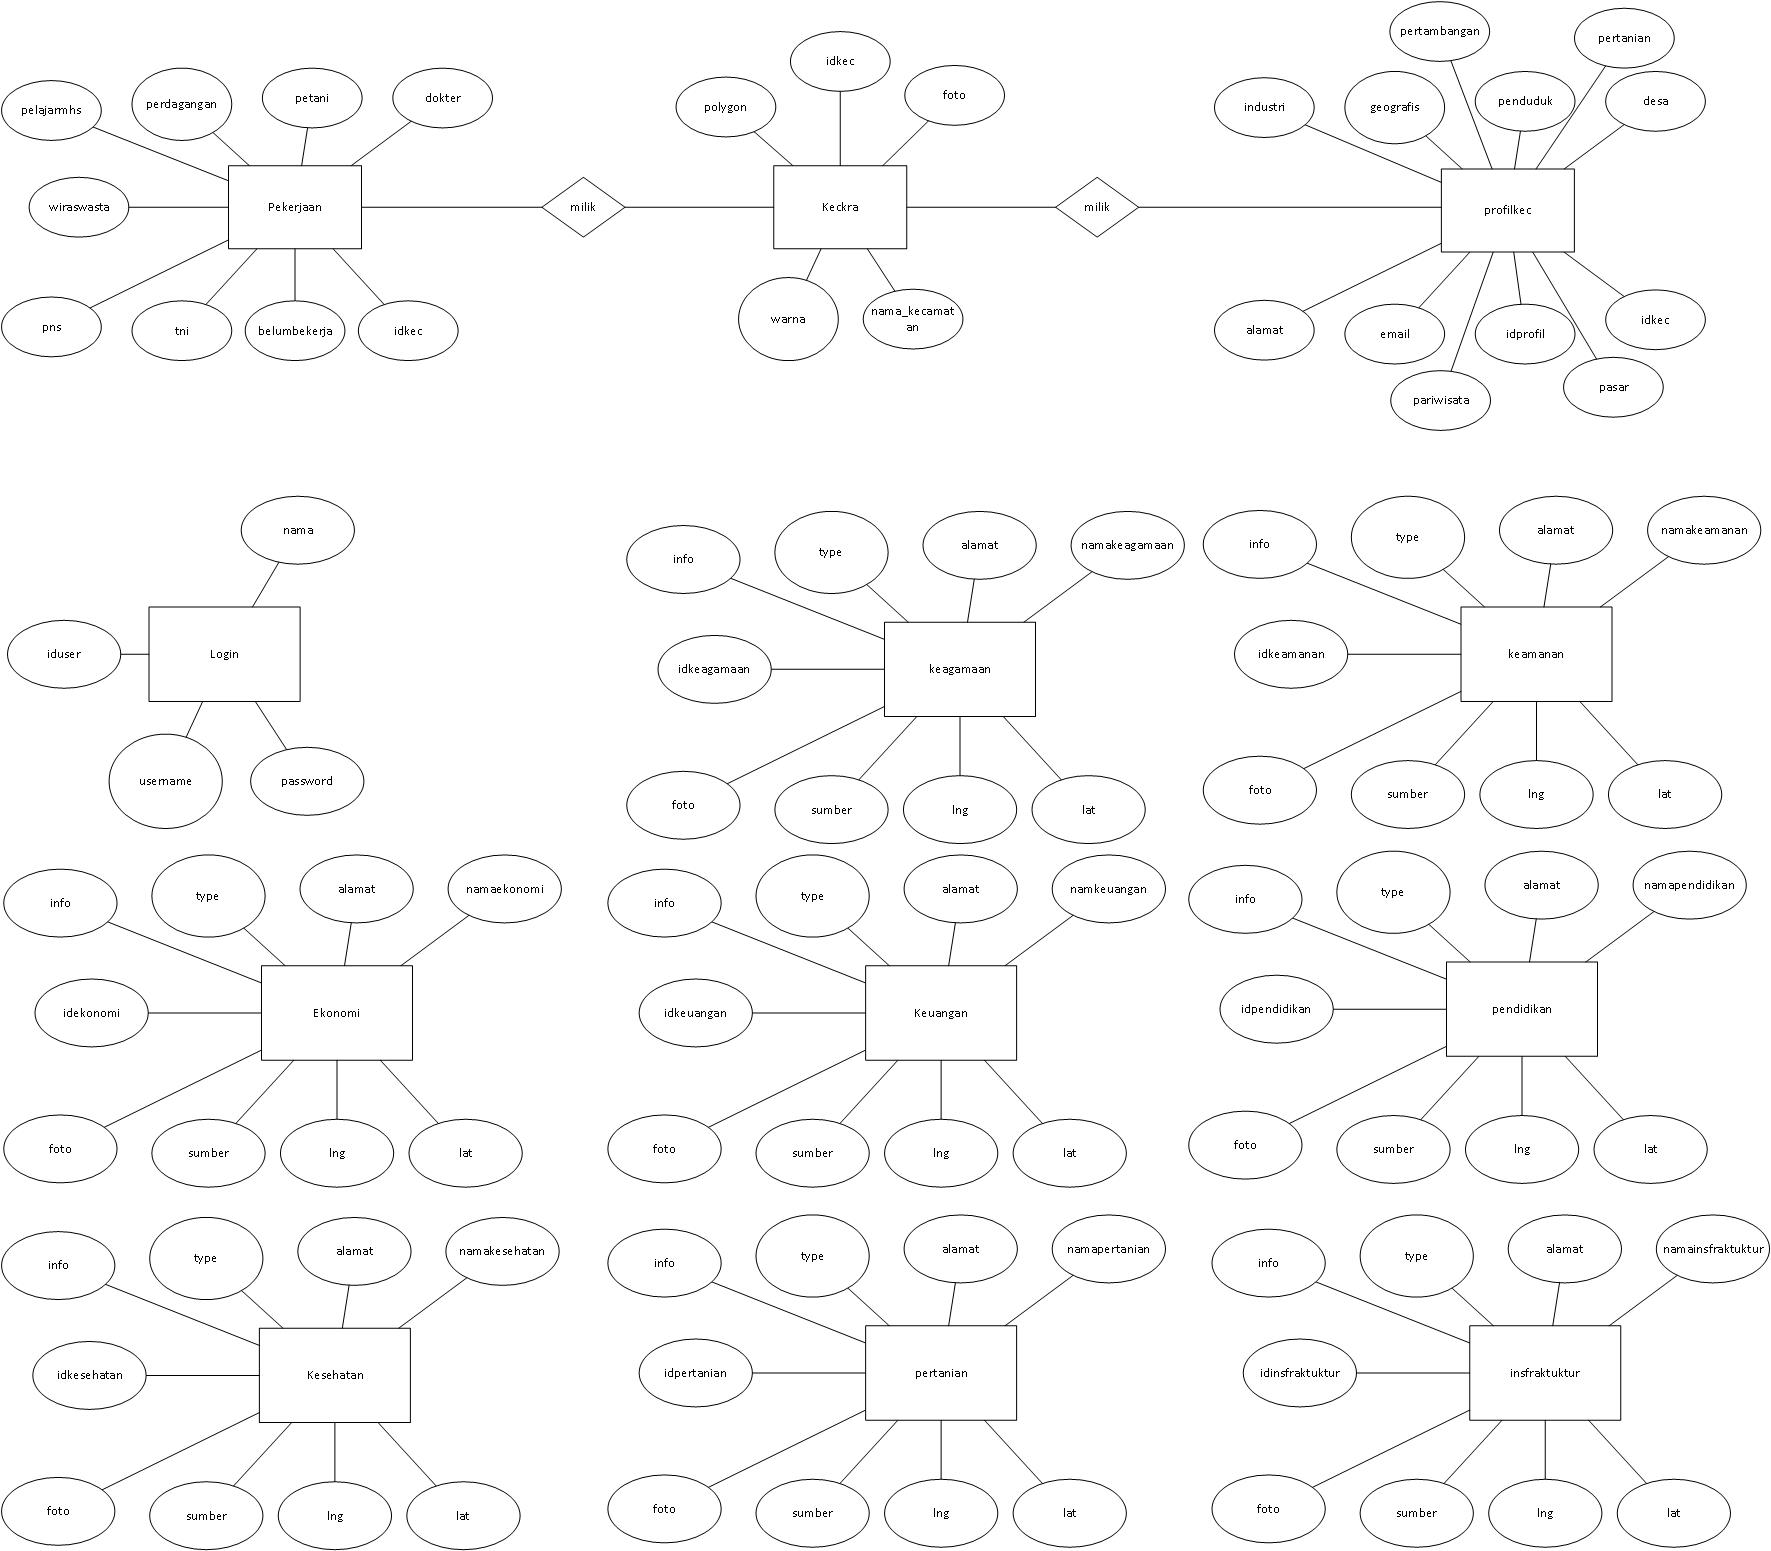 pertambangan
pertanian
idkec
foto
polygon
pelajarmhs
perdagangan
petani
dokter
industri
geografis
penduduk
desa
wiraswasta
Pekerjaan
milik
Keckra
milik
profilkec
pns
tni
belumbekerja
idkec
warna
nama_kecamat
an
alamat
email
idprofil
idkec
pariwisata
pasar
nama
iduser
Login
username
password
info
type
alamat
namakeagamaan
idkeagamaan
keagamaan
foto
sumber
lng
lat
info
type
alamat
namakeamanan
idkeamanan
keamanan
foto
sumber
lng
lat
info
type
alamat
namaekonomi
idekonomi
Ekonomi
foto
sumber
lng
lat
info
type
alamat
namkeuangan
idkeuangan
Keuangan
foto
sumber
lng
lat
info
type
alamat
namapendidikan
idpendidikan
pendidikan
foto
sumber
lng
lat
info
type
alamat
namakesehatan
idkesehatan
Kesehatan
foto
sumber
lng
lat
info
type
alamat
namapertanian
idpertanian
pertanian
foto
sumber
lng
lat
info
type
alamat
namainsfraktuktur
idinsfraktuktur
insfraktuktur
foto
sumber
lng
lat